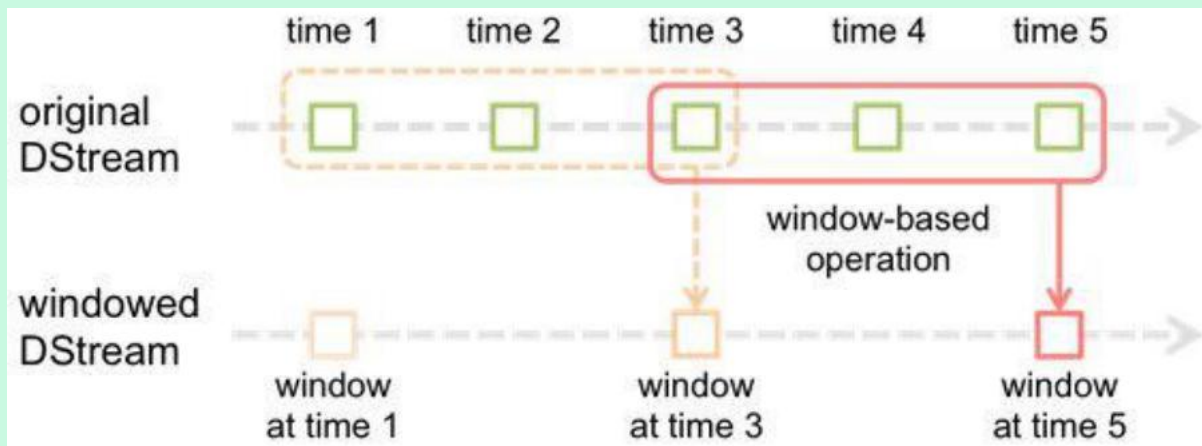 time 1 time 2 time 3 time 4 time 5
original
DStream
window-based
operation
windowed
DStream
window
at time 1
window
at time 3
window
at time 5